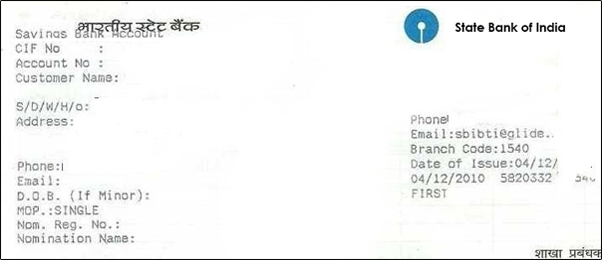 भारतीय स्टेट बैंक
State Bank of India
Savings Bank Account
CIF No :
Account No :
Customer Name:
S/D/W/H/o:
Address:
Phone:
Email:
D.O.B. (If Minor):
MOP.:SINGLE
Nom. Reg. No.:
Nomination Name:
Phone
Email:sbibti@glide..
Branch Code:1540
Date of Issue:04/12/
04/12/2010 5820332
FIRST
शाखा प्रबंधक